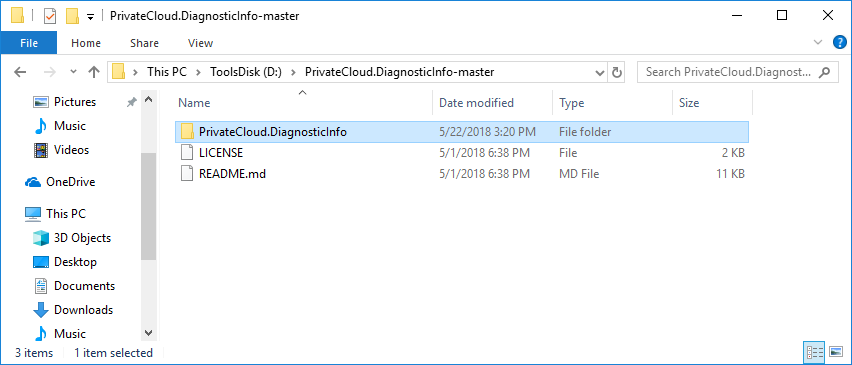 PrivateCloud.DiagnosticInfo-master
File Home Share View
This PC ToolsDisk (D:) PrivateCloud.DiagnosticInfo-master Search PrivateCloud.Diagnost...
Name Date modified Type Size
Pictures
Music
Videos
OneDrive
This PC
3D Objects
Desktop
Documents
Downloads
Music
PrivateCloud.DiagnosticInfo 5/22/2018 3:20 PM File folder
LICENSE 5/1/2018 6:38 PM File 2 KB
README.md 5/1/2018 6:38 PM MD File 11 KB
3 items 1 item selected